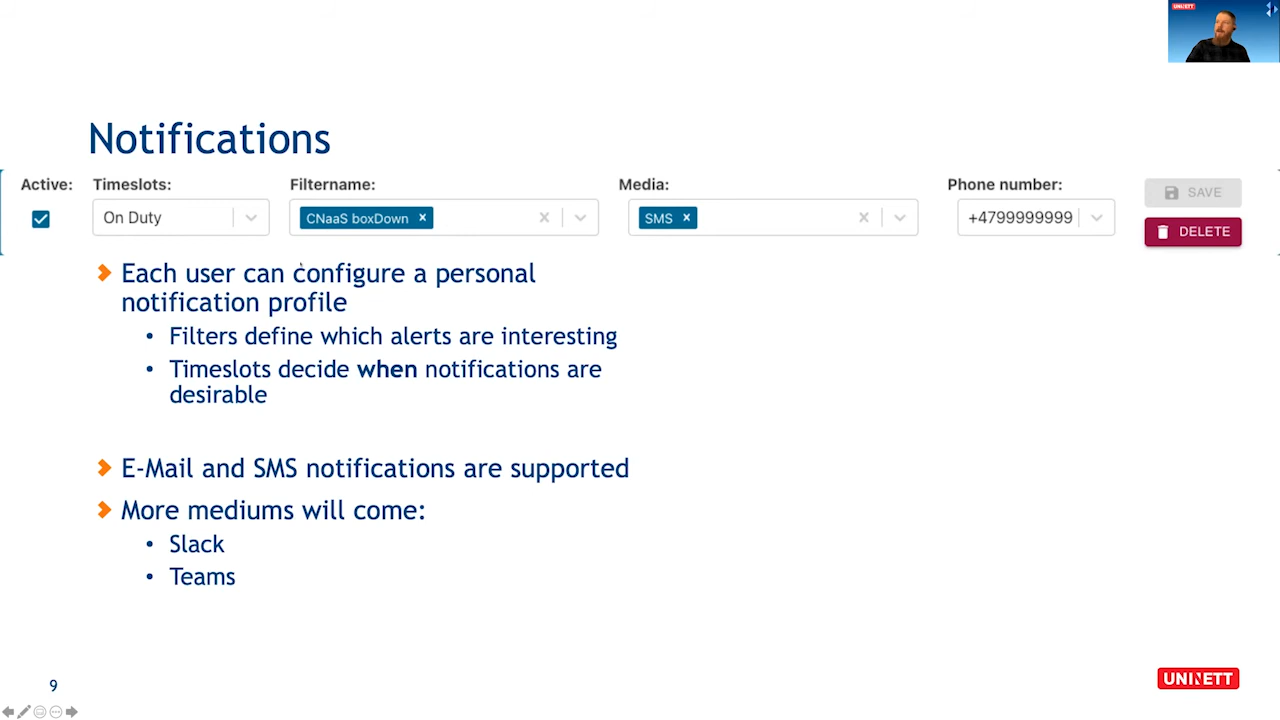 UNINETT
Notifications
Active: Timeslots: Filtername: Media: Phone number:
On Duty CNaaS boxDown × SMS × +4799999999 SAVE
DELETE
Each user can configure a personal
notification profile
• Filters define which alerts are interesting
• Timeslots decide when notifications are
desirable
E-Mail and SMS notifications are supported
More mediums will come:
• Slack
• Teams
9
UNINETT